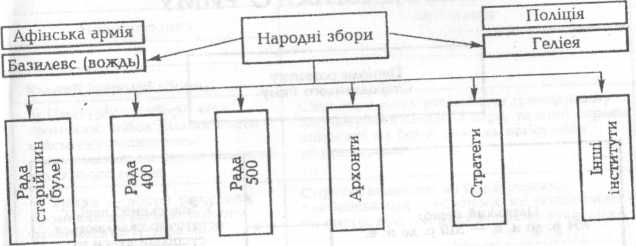 Афінська армія
Базилевс (вождь)
Народні збори
Поліція
Геліея
Рада
старійшин
(буле)
Рада
400
Рада
500
Архонти
Стратеги
Інші
інститути